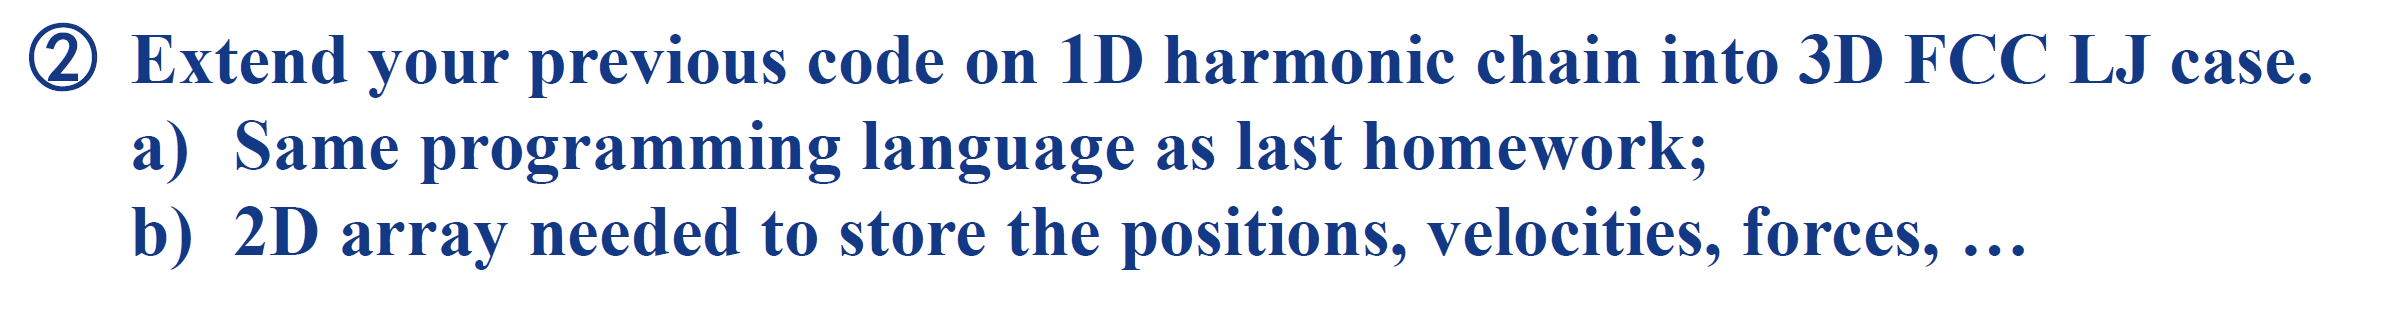 ② Extend your previous code on 1D harmonic chain into 3D FCC LJ case.
a) Same programming language as last homework;
b) 2D array needed to store the positions, velocities, forces, …